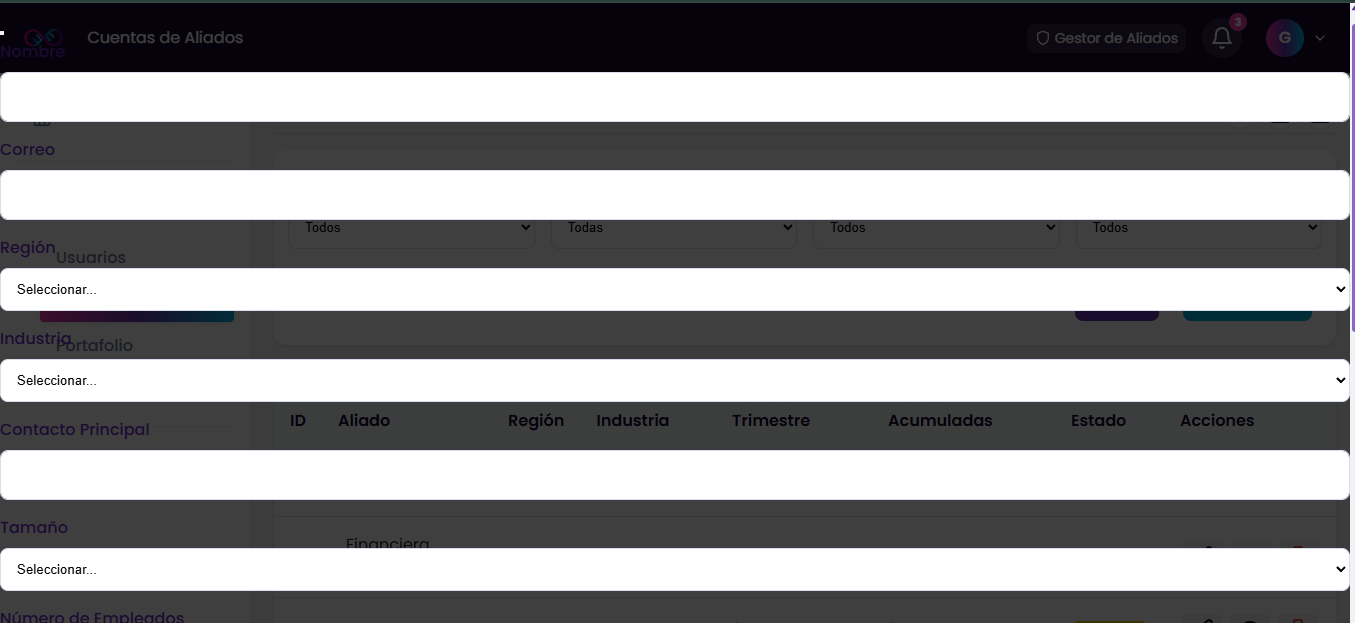 Cuentas de Aliados
Gestor de Aliados
3
G
Nombre
Correo
Todos
Todas
Todos
Todos
Región
Usuarios
Seleccionar...
Industria
Portafolio
Seleccionar...
ID Aliado Región Industria Trimestre Acumuladas Estado Acciones
Contacto Principal
Tamaño
Financiera
Seleccionar...
Número de Empleados